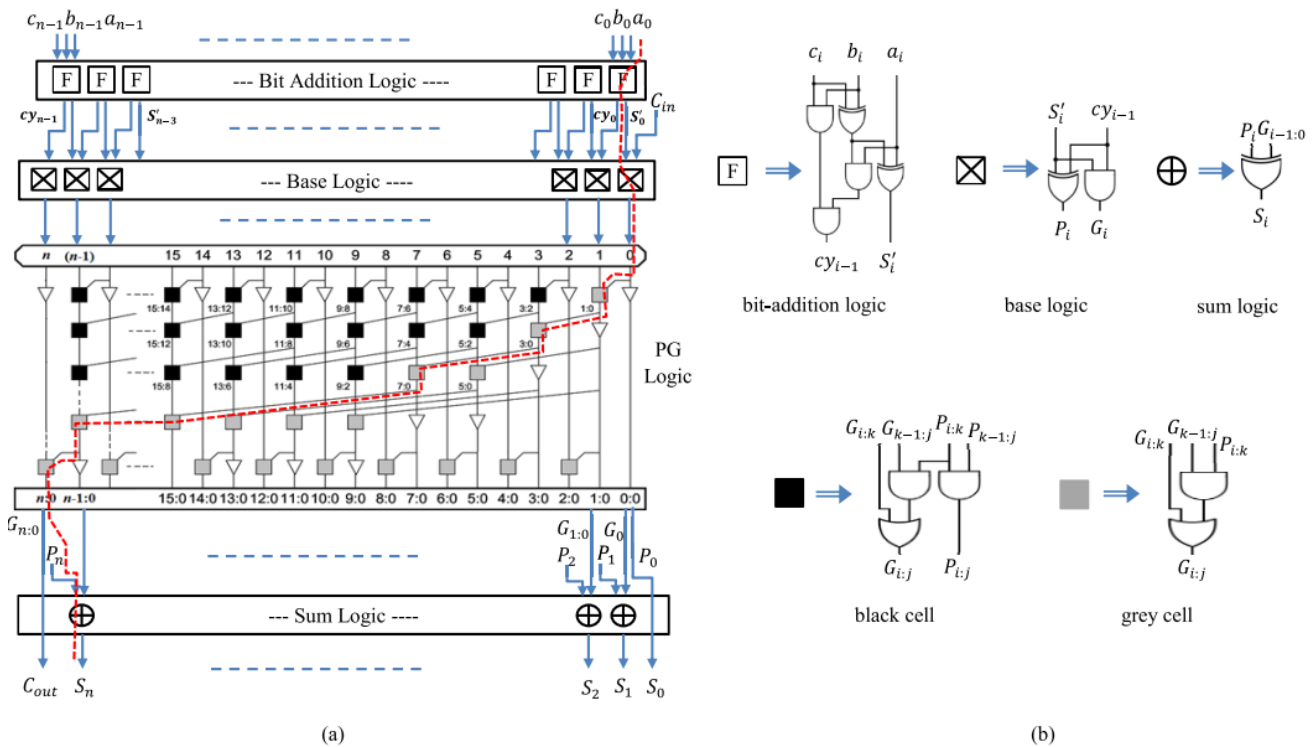 c_{n-1} b_{n-1} a_{n-1} c_0 b_0 a_0
F F F --- Bit Addition Logic ---- F F F
cy_{n-1} S'_{n-3} cy_0 S'_0 C_{in}
--- Base Logic ----
n (n-1) 15 14 13 12 11 10 9 8 7 6 5 4 3 2 1 0
15:14 13:12 11:10 9:8 7:6 5:4 3:2 1:0
15:12 13:10 11:8 9:6 7:4 5:2 3:0
15:8 13:6 11:4 9:2 7:0 5:0
PG
Logic
n:0 n-1:0 15:0 14:0 13:0 12:0 11:0 10:0 9:0 8:0 7:0 6:0 5:0 4:0 3:0 2:0 1:0 0:0
G_{n:0} G_{1:0} G_0
P_n P_2 P_1 P_0
--- Sum Logic ----
C_{out} S_n S_2 S_1 S_0
(a)
c_i b_i a_i
F
cy_{i-1} S'_i
bit-addition logic
S'_i cy_{i-1}
P_i G_i
base logic
P_i G_{i-1:0}
S_i
sum logic
G_{i:k} G_{k-1:j} P_{i:k} P_{k-1:j}
G_{i:j} P_{i:j}
black cell
G_{i:k} G_{k-1:j} P_{i:k}
G_{i:j}
grey cell
(b)